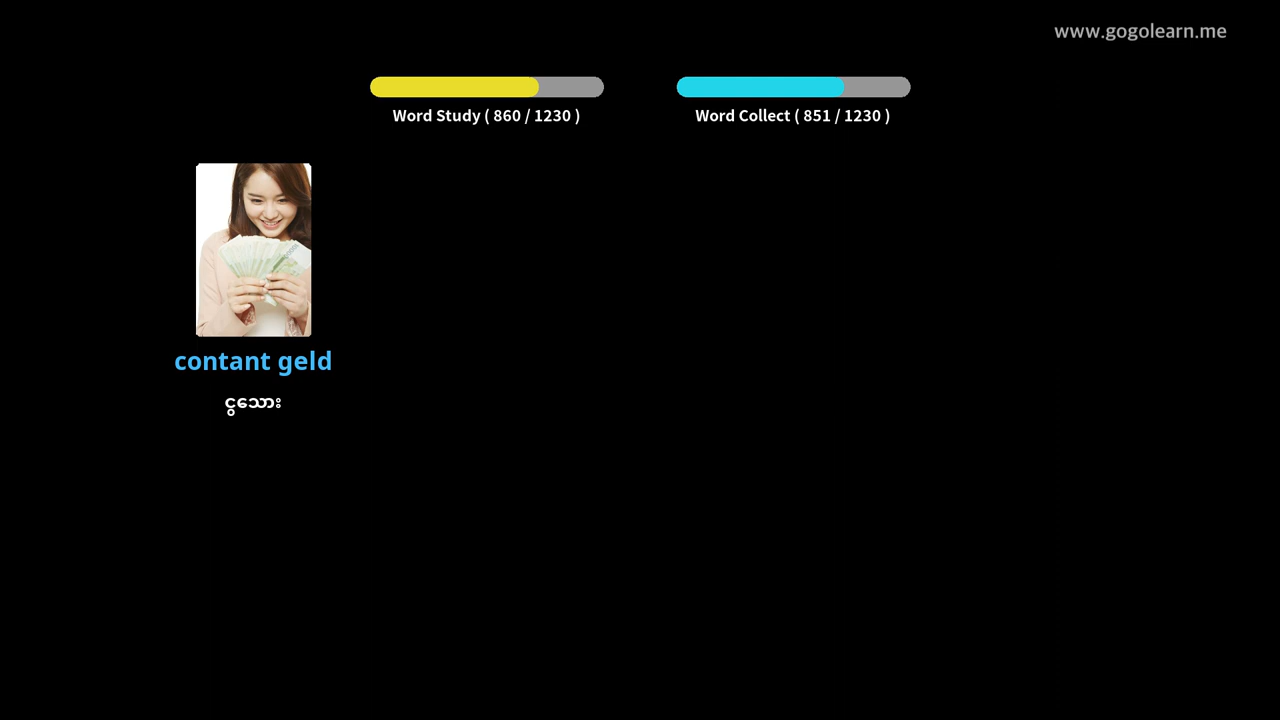 www.gogolearn.me
Word Study ( 860 / 1230 )
Word Collect ( 851 / 1230 )
contant geld
ငွသေား